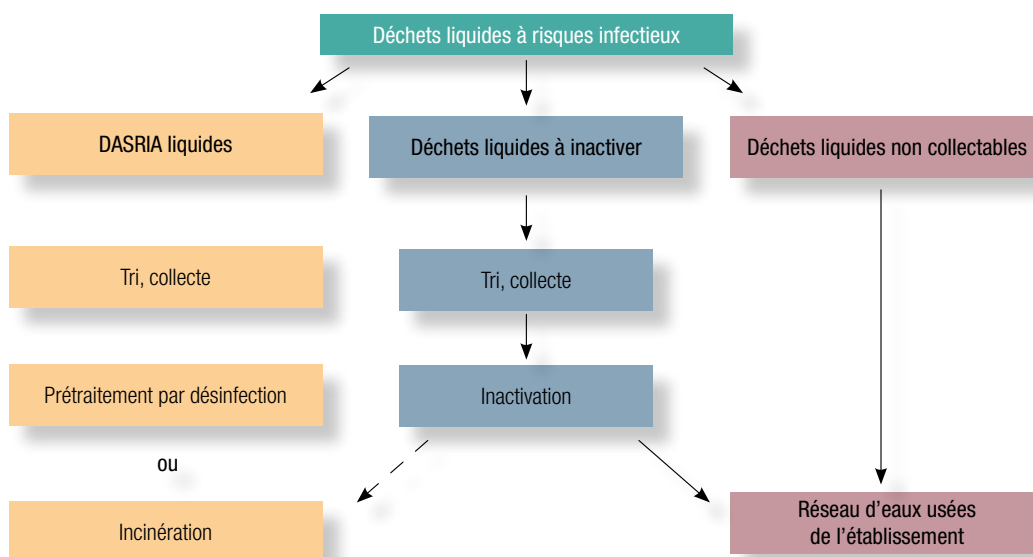 Déchets liquides à risques infectieux
DASRIA liquides
Déchets liquides à inactiver
Déchets liquides non collectables
Tri, collecte
Tri, collecte
Prétraitement par désinfection
Inactivation
ou
Incinération
Réseau d'eaux usées
de l'établissement